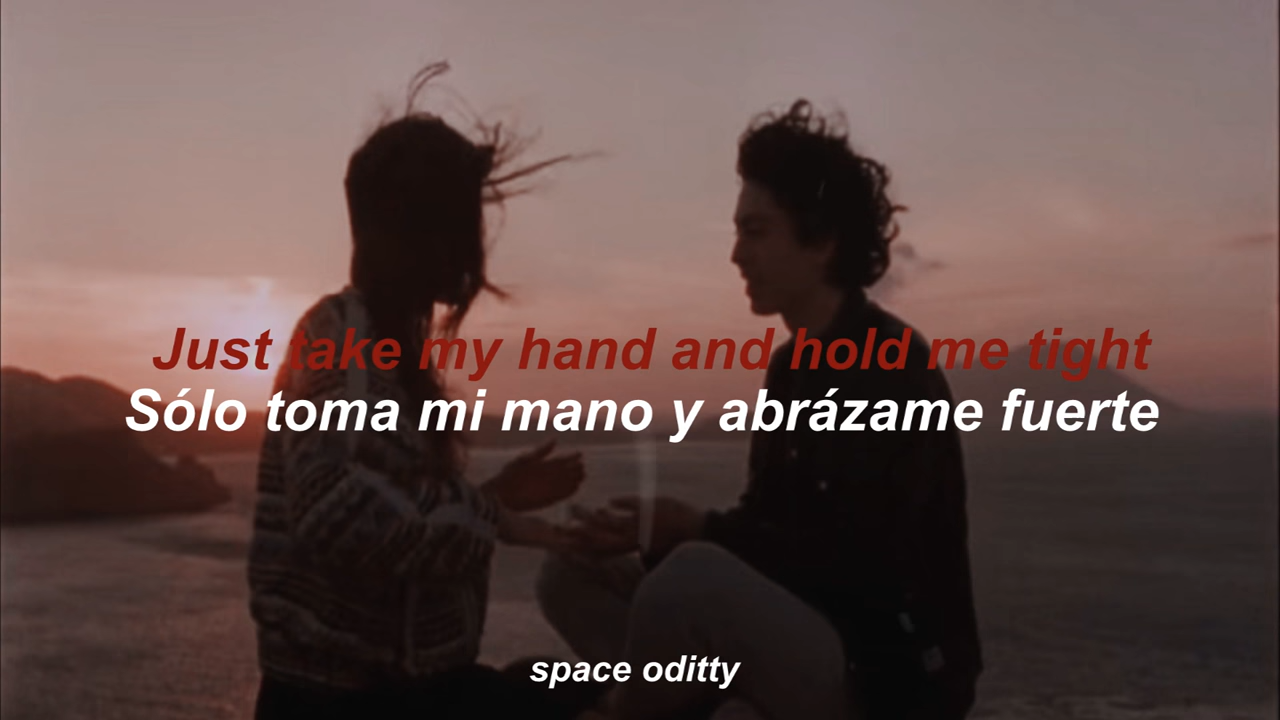 Just take my hand and hold me tight
Sólo toma mi mano y abrázame fuerte
space oditty